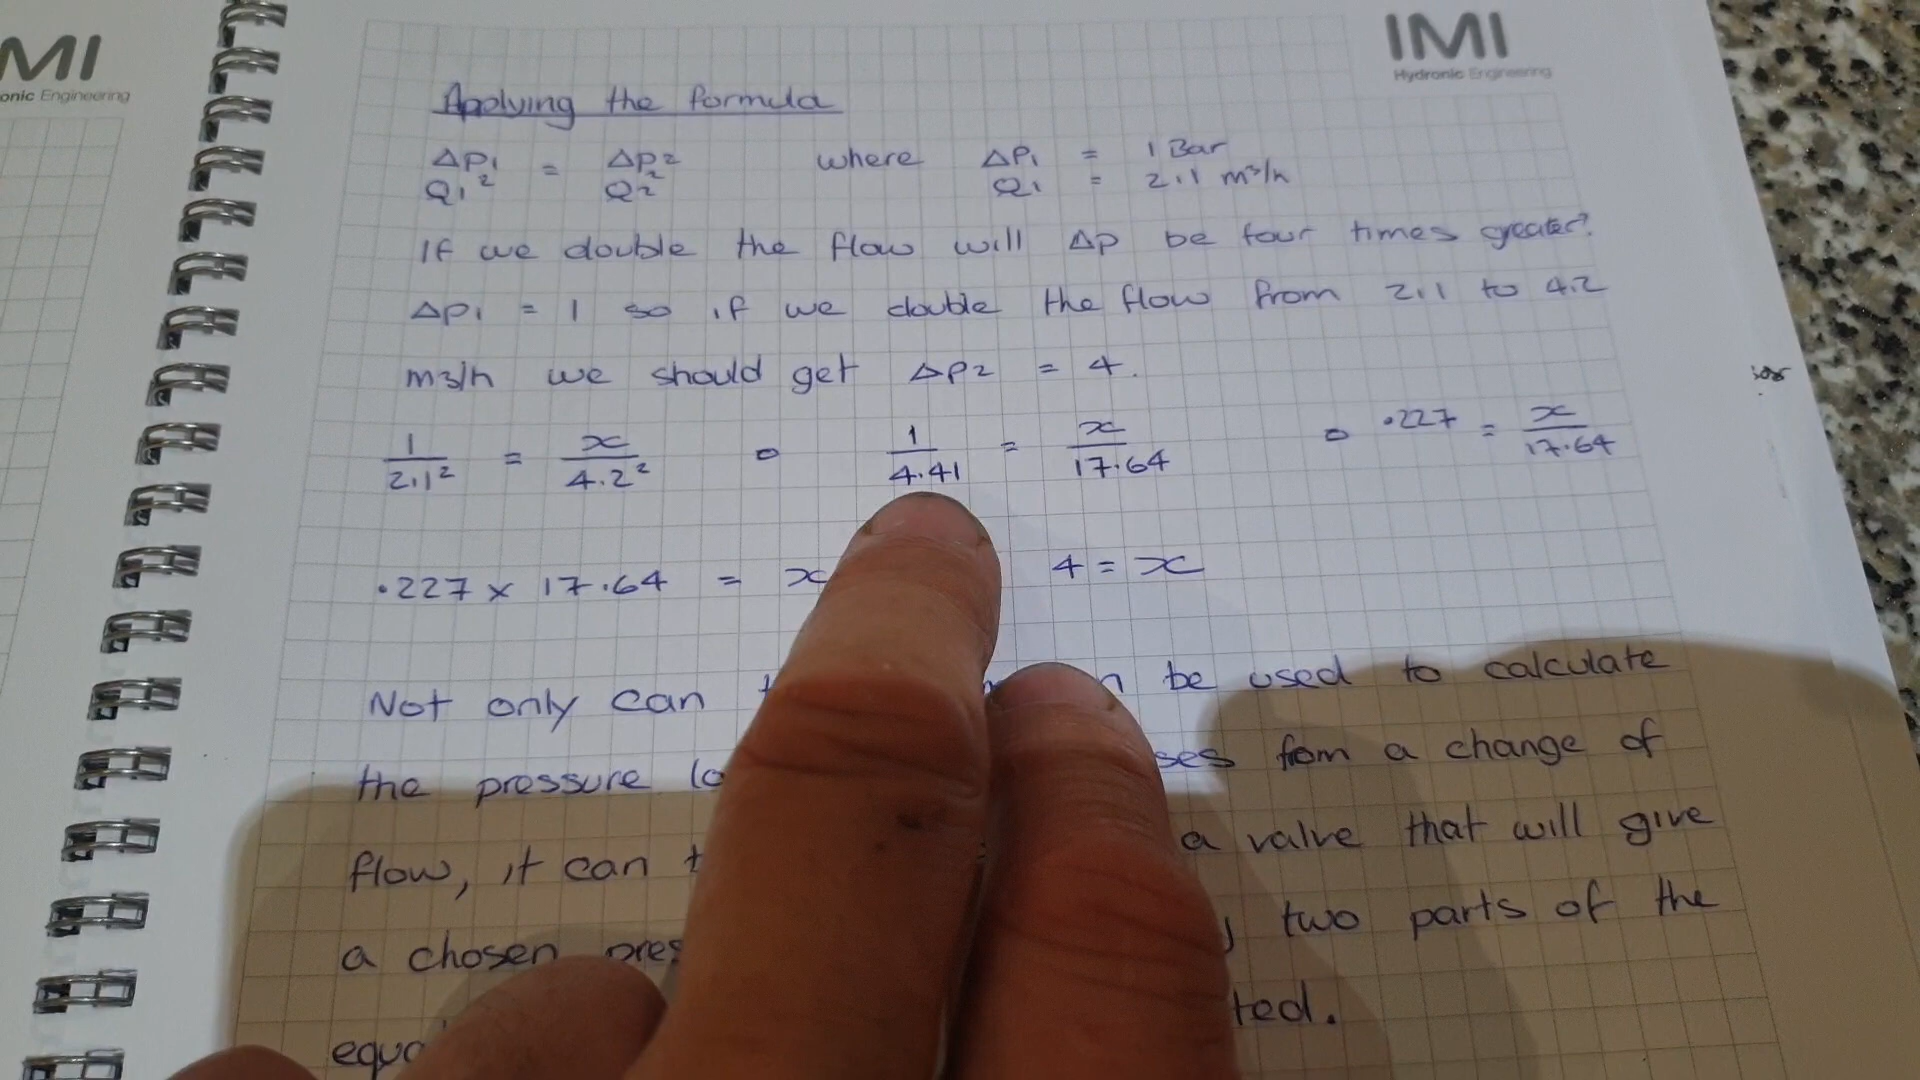 MI
onic Engineering
IMI
Hydronic Engineering
Applying the formula
ΔP1 = ΔP2 where ΔP1 = 1 Bar
Q1² Q2² Q1 = 2.1 m3/h
If we double the flow will ΔP be four times greater?
ΔP1 = 1 so if we double the flow from 2.1 to 4.2
m3/h we should get ΔP2 = 4.
1/2.1² = x/4.2² 1/4.41 = x/17.64 .227 = x/17.64
.227 x 17.64 = x 4 = x
Not only can be used to calculate
the pressure from a change of
flow, it can a valve that will give
a chosen two parts of the